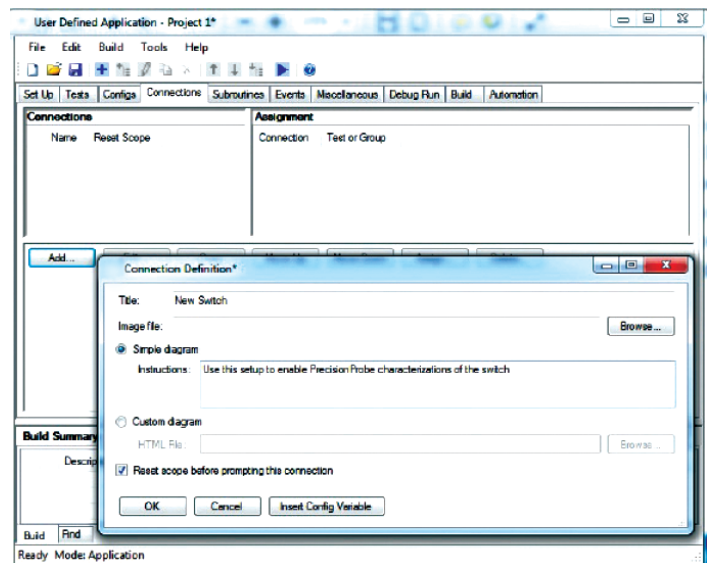 User Defined Application - Project 1*
File Edit Build Tools Help
Set Up Tests Configs Connections Subroutines Events Miscellaneous Debug Run Build Automation
Connections
Name Reset Scope
Assignment
Connection Test or Group
Add...
Connection Definition*
Title: New Switch
Image file: Browse...
Simple diagram
Instructions: Use this setup to enable PrecisionProbe characterizations of the switch
Custom diagram
HTML File: Browse...
Reset scope before prompting this connection
OK Cancel Insert Config Variable
Build Summary
Descrip
Build Find
Ready Mode: Application